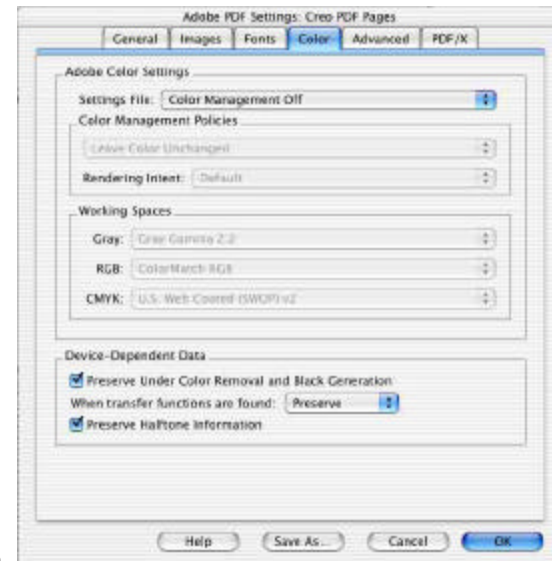 Adobe PDF Settings: Creo PDF Pages
General Images Fonts Color Advanced PDF/X
Adobe Color Settings
Settings File: Color Management Off
Color Management Policies
Leave Color Unchanged
Rendering Intent: Default
Working Spaces
Gray: Gray Gamma 2.2
RGB: ColorMatch RGB
CMYK: U.S. Web Coated (SWOP) v2
Device-Dependent Data
Preserve Under Color Removal and Black Generation
When transfer functions are found: Preserve
Preserve Halftone Information
Help Save As... Cancel OK